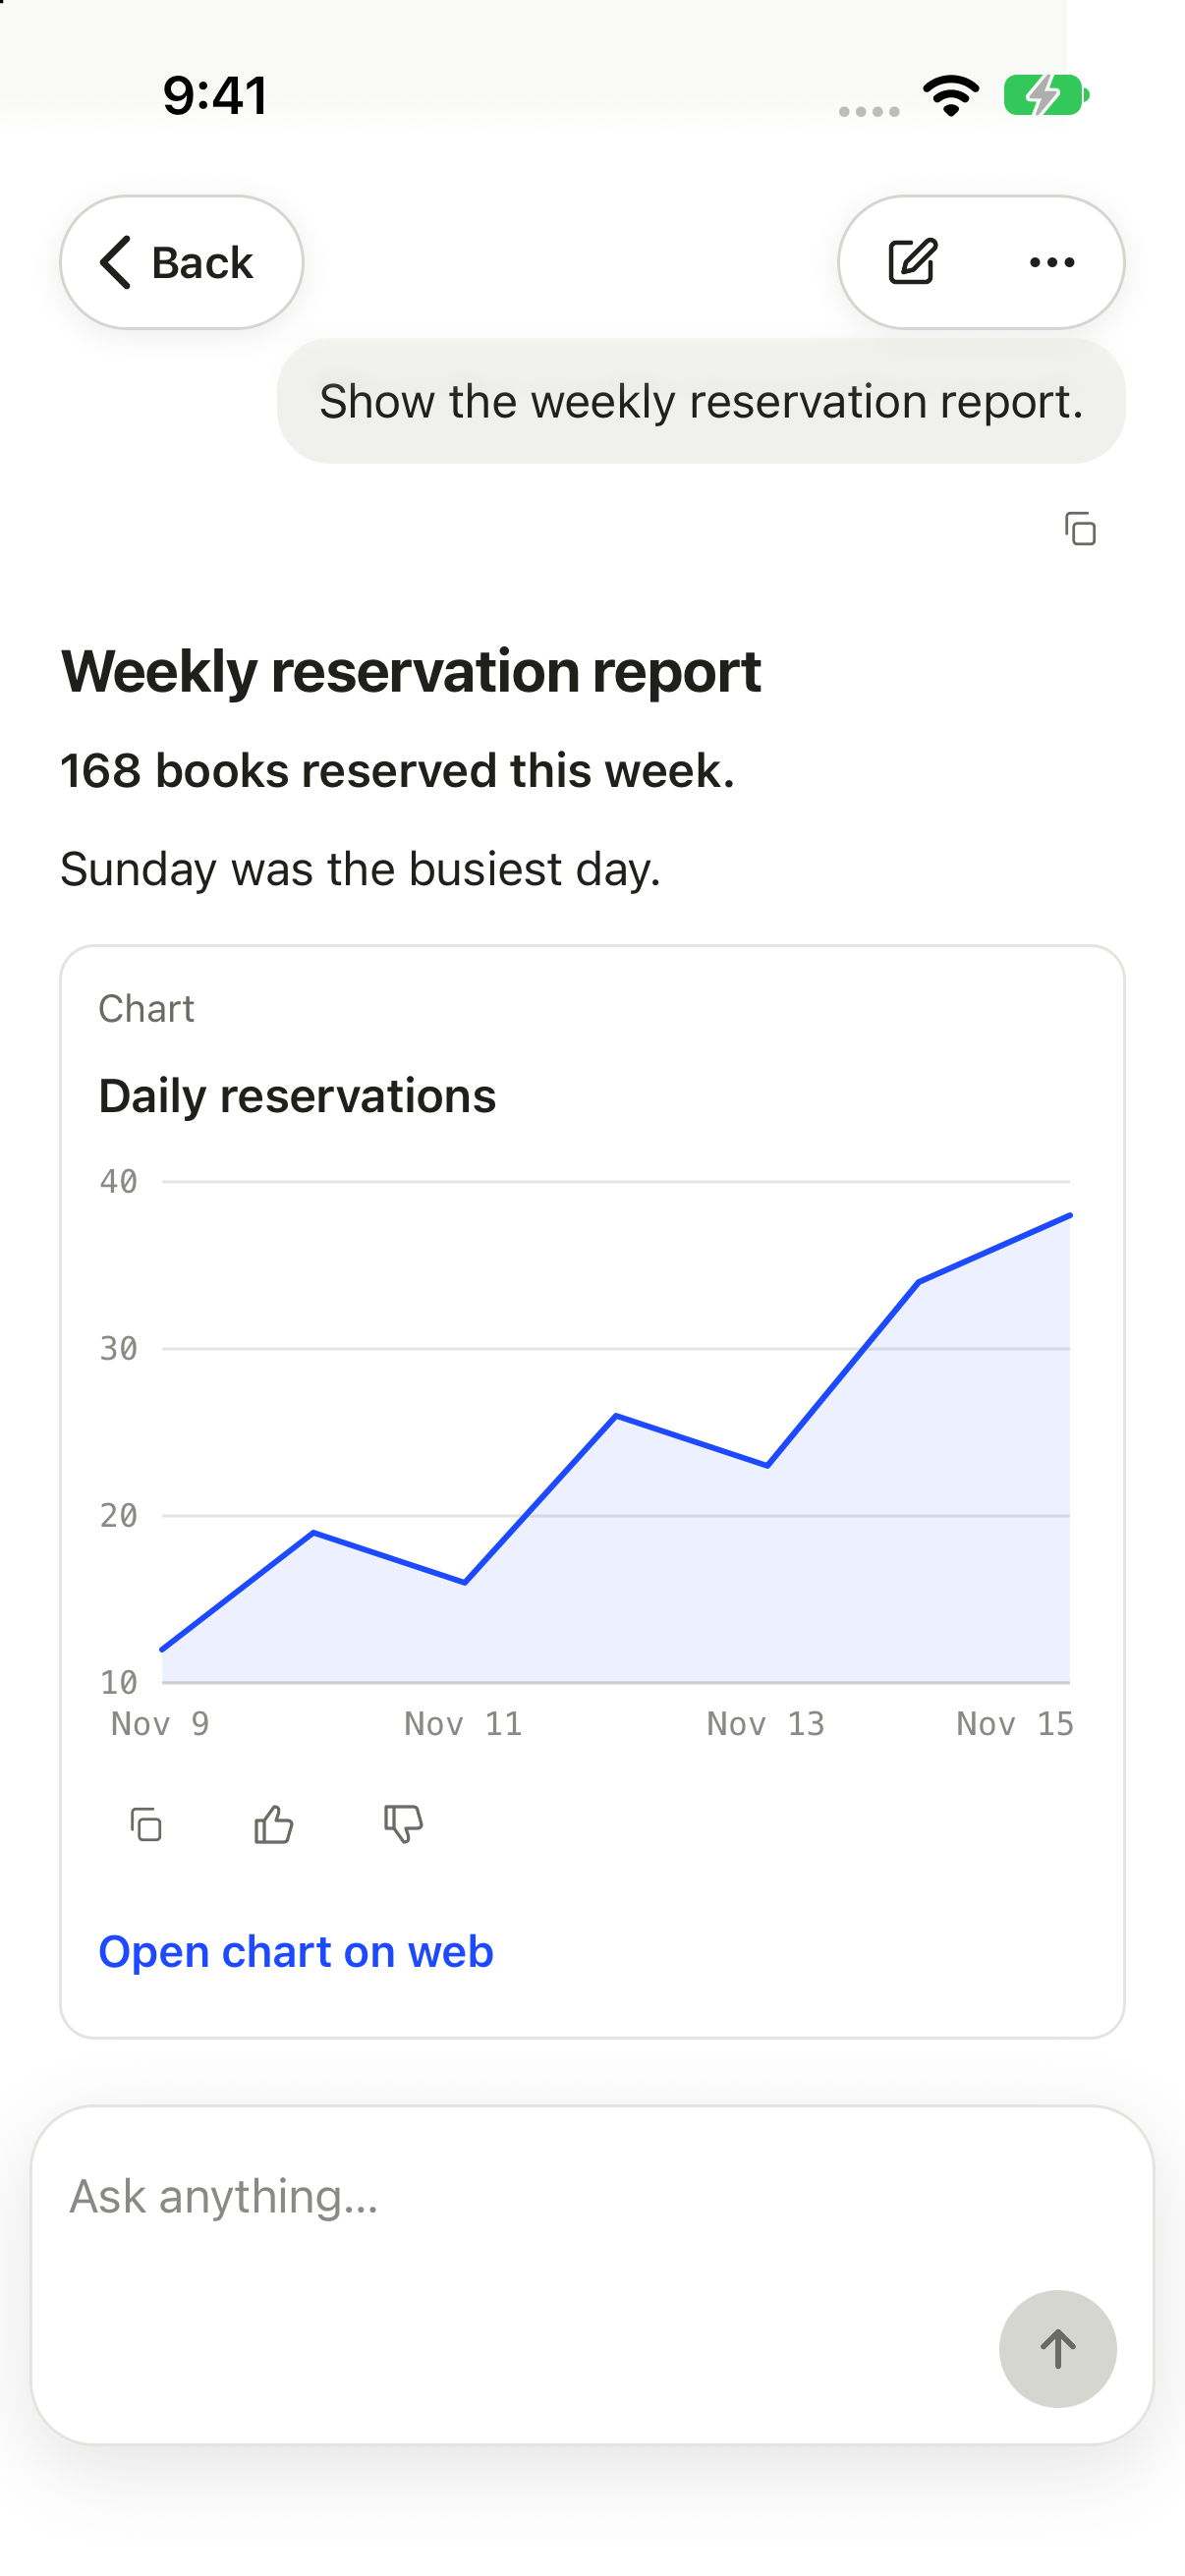 9:41
Back
Show the weekly reservation report.
Weekly reservation report
168 books reserved this week.
Sunday was the busiest day.
Chart
Daily reservations
40
30
20
10
Nov 9 Nov 11 Nov 13 Nov 15
Open chart on web
Ask anything...